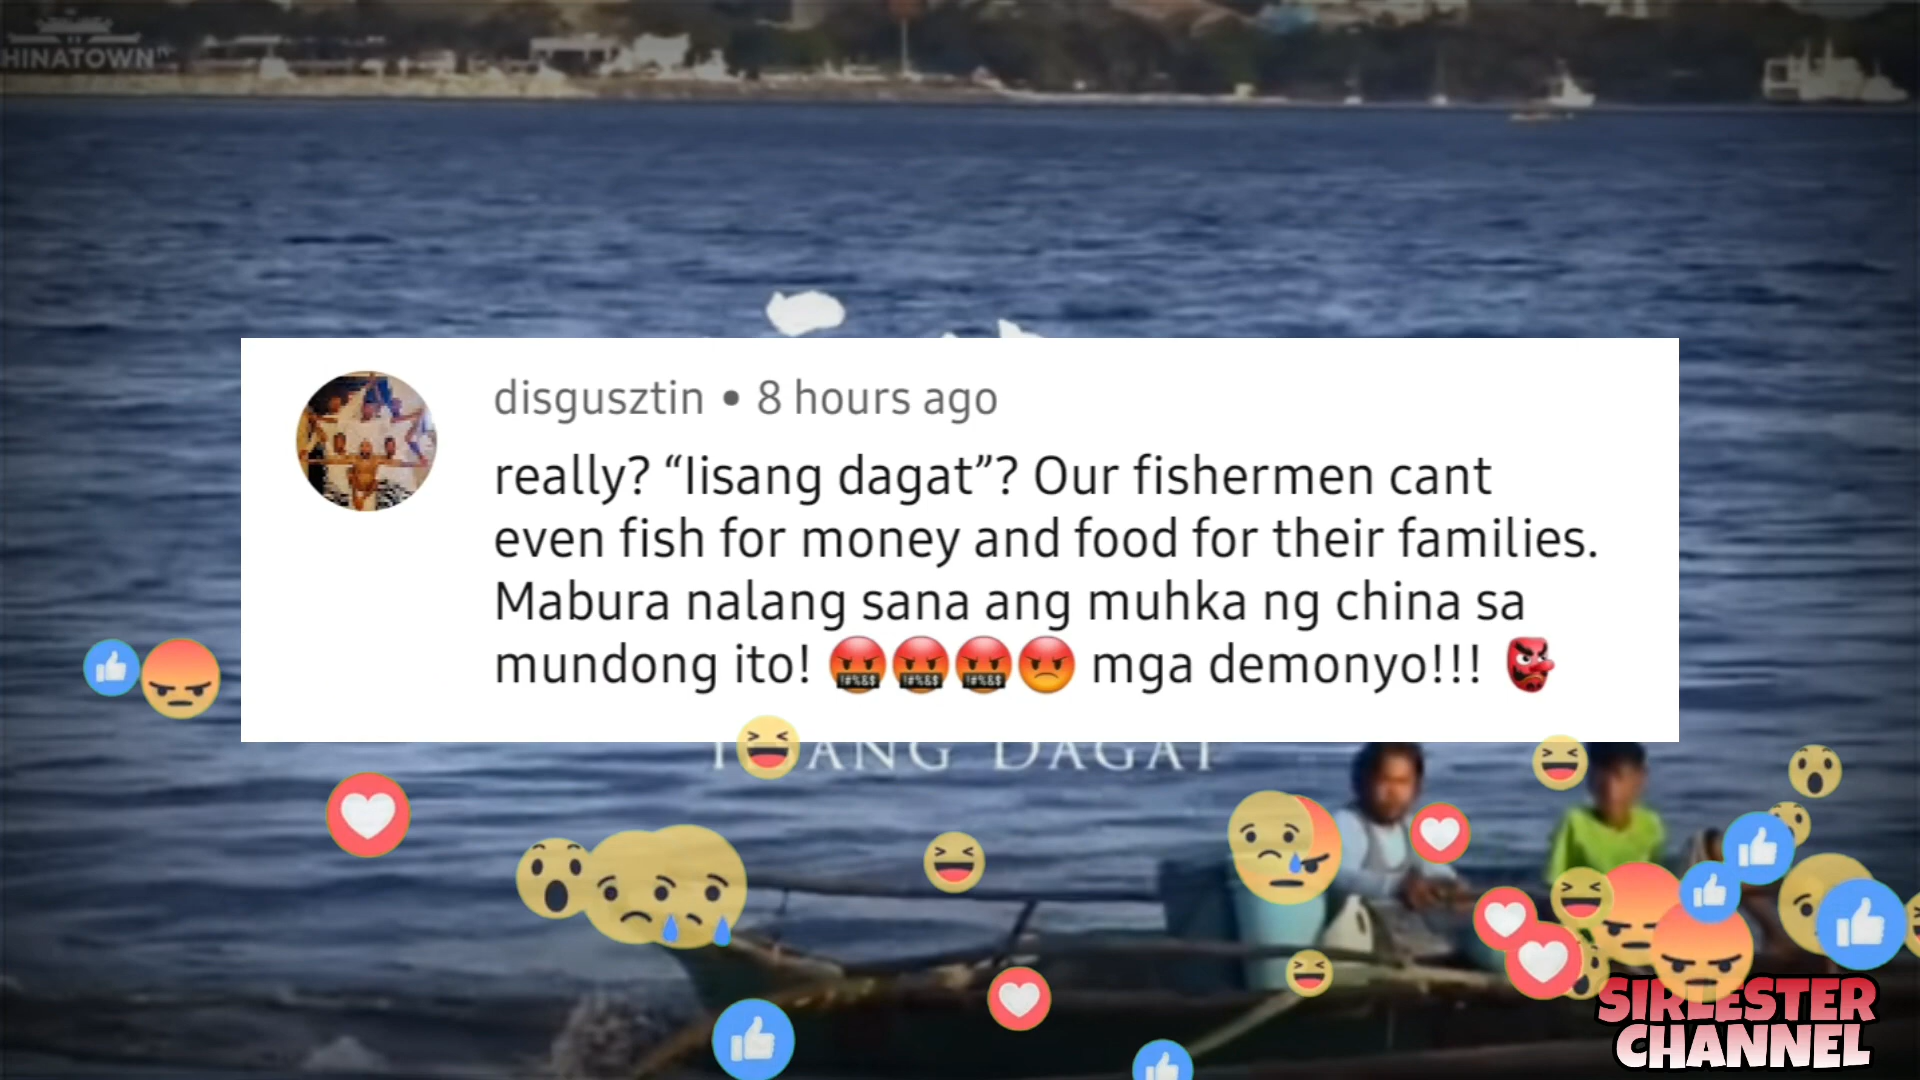 HINATOWN
disgusztin • 8 hours ago
really? “Iisang dagat”? Our fishermen cant
even fish for money and food for their families.
Mabura nalang sana ang muhka ng china sa
mundong ito! 🤬🤬🤬😡 mga demonyo!!! 👺
DAGAT
SIRLESTER
CHANNEL